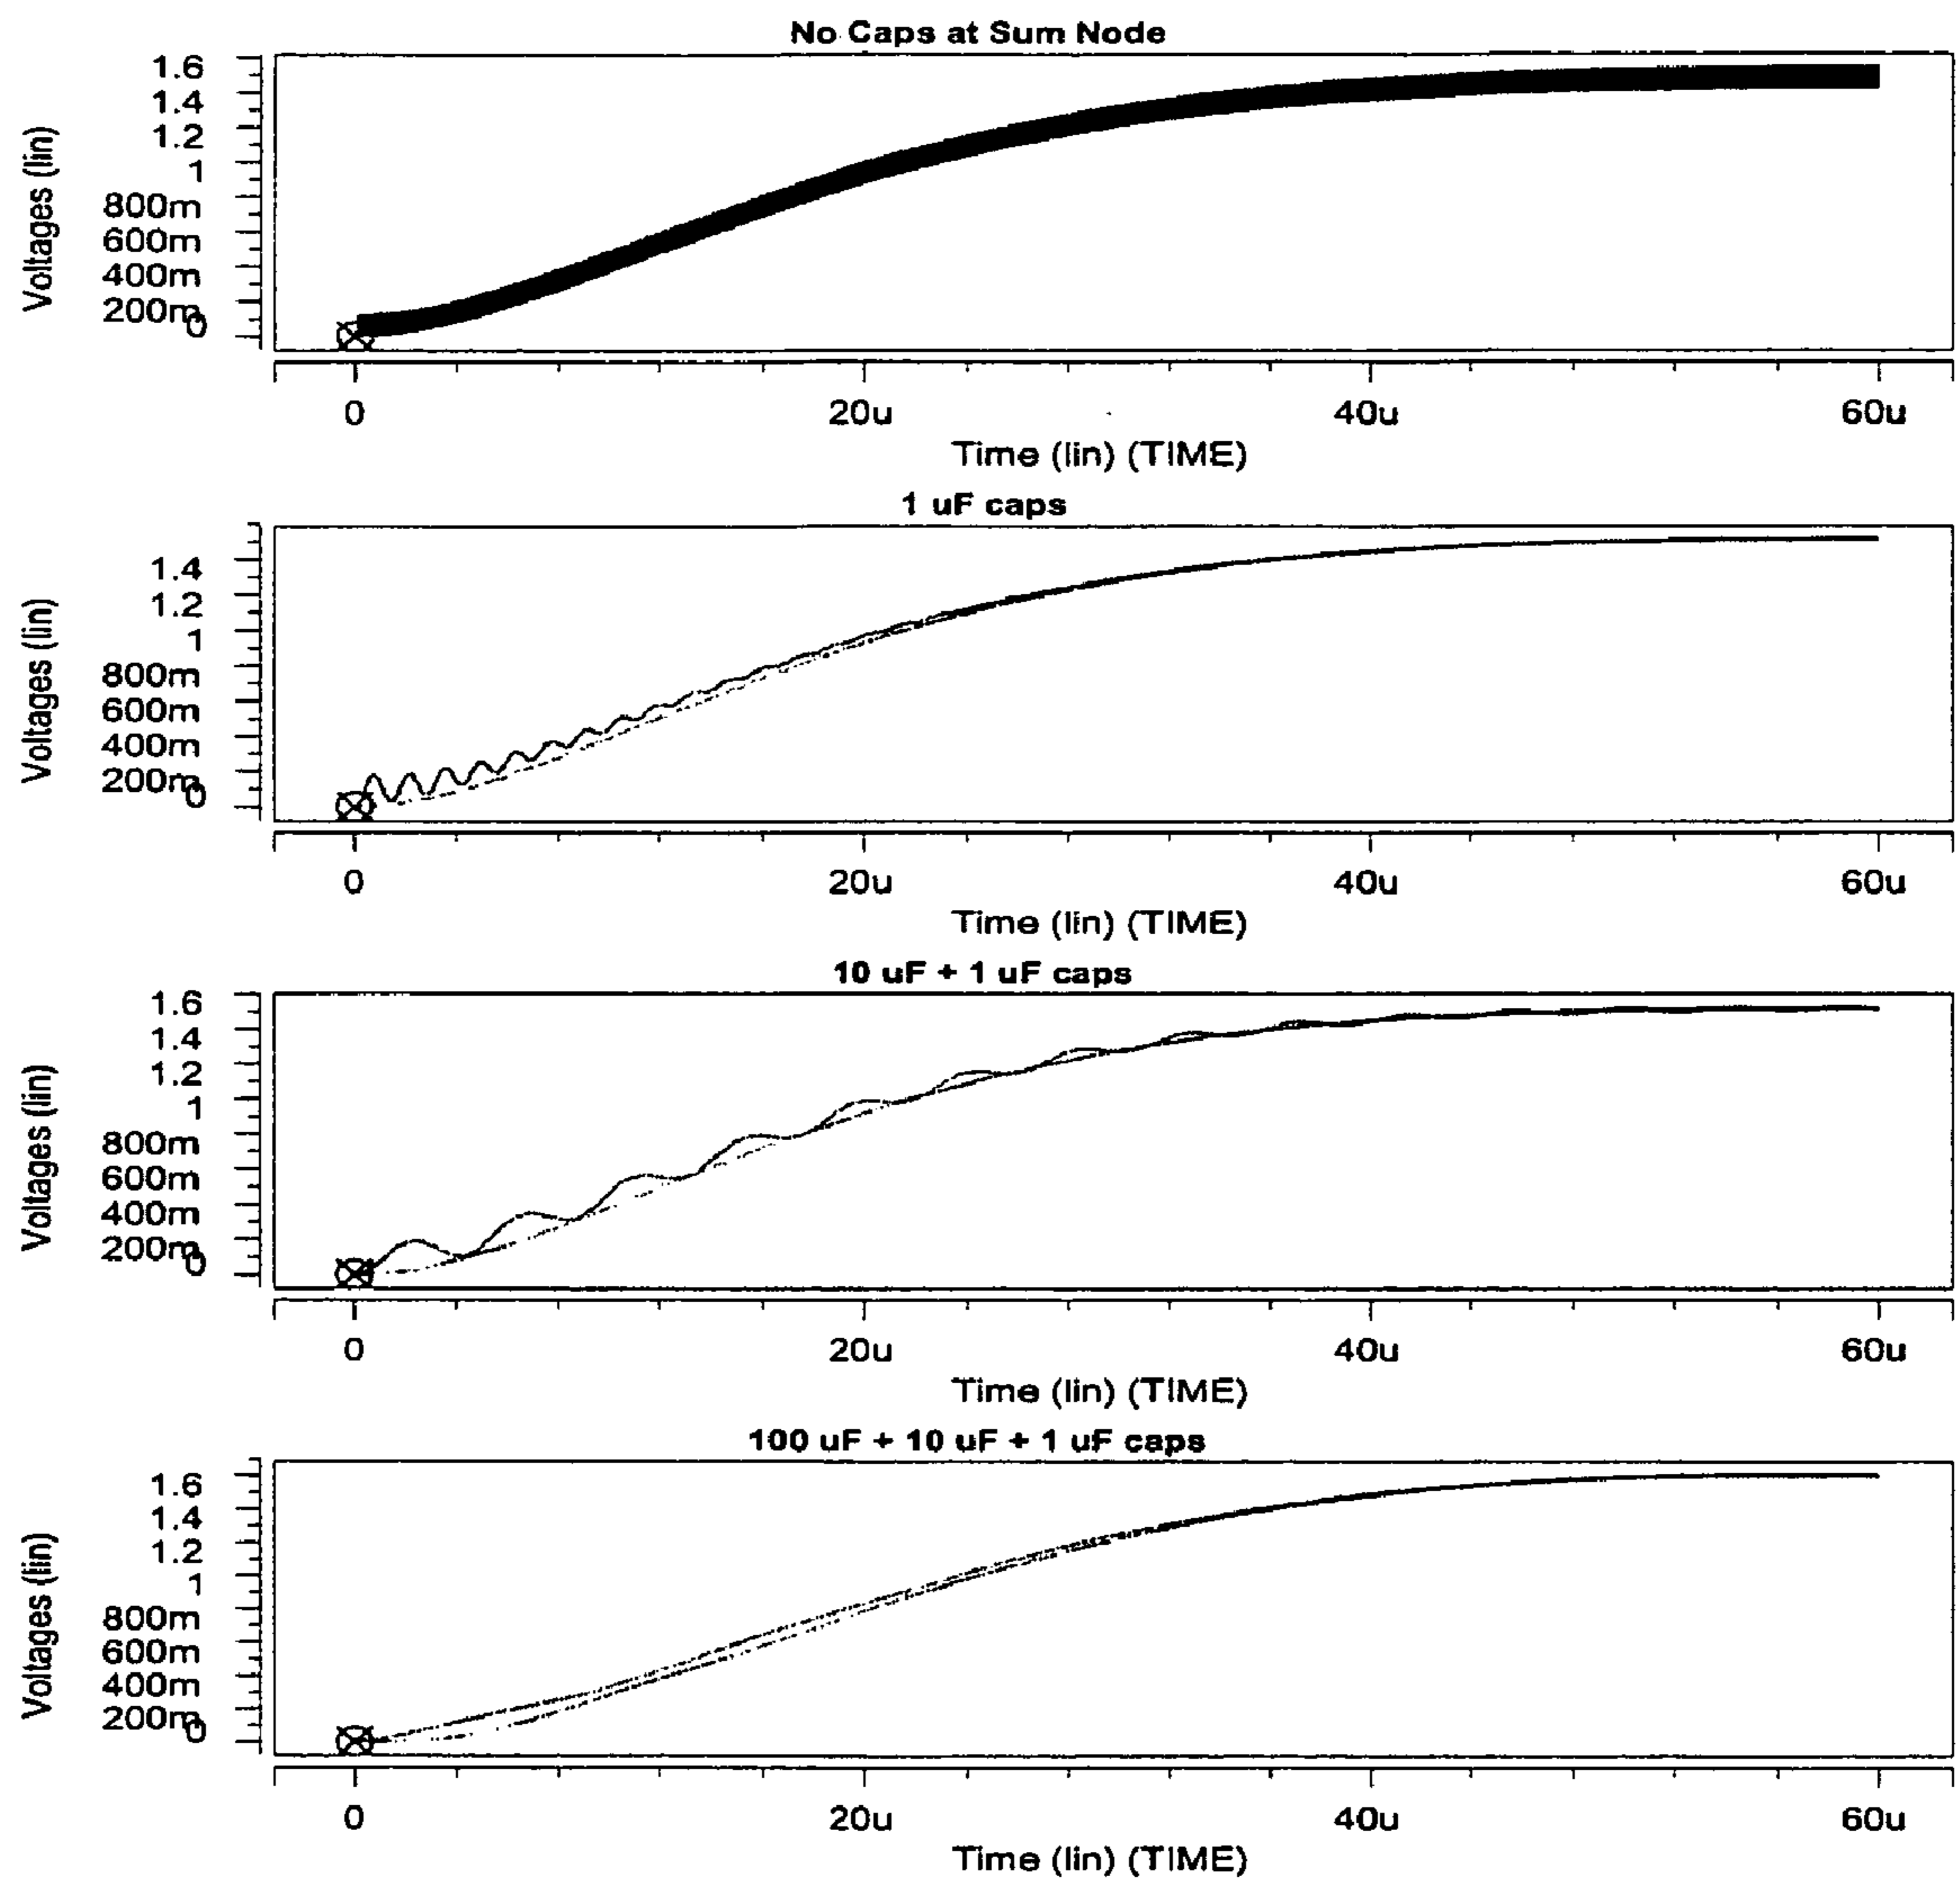 No Caps at Sum Node
Voltages (lin)
1.6
1.4
1.2
1
800m
600m
400m
200m
0
0 20u 40u 60u
Time (lin) (TIME)
1 uF caps
Voltages (lin)
1.4
1.2
1
800m
600m
400m
200m
0
0 20u 40u 60u
Time (lin) (TIME)
10 uF + 1 uF caps
Voltages (lin)
1.6
1.4
1.2
1
800m
600m
400m
200m
0
0 20u 40u 60u
Time (lin) (TIME)
100 uF + 10 uF + 1 uF caps
Voltages (lin)
1.6
1.4
1.2
1
800m
600m
400m
200m
0
0 20u 40u 60u
Time (lin) (TIME)